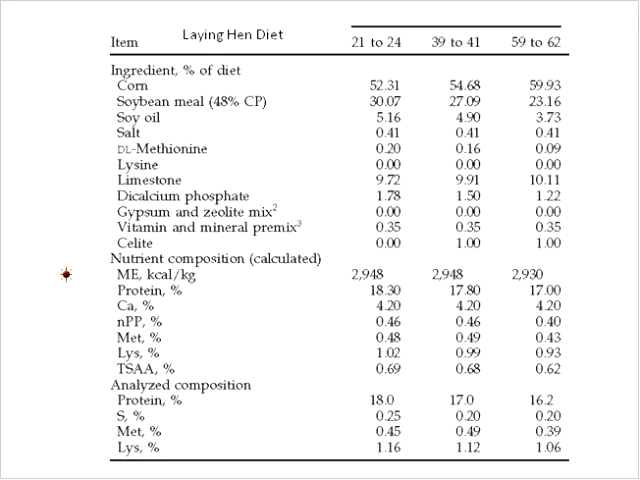 Laying Hen Diet
Item 21 to 24 39 to 41 59 to 62
Ingredient, % of diet
Corn 52.31 54.68 59.93
Soybean meal (48% CP) 30.07 27.09 23.16
Soy oil 5.16 4.90 3.73
Salt 0.41 0.41 0.41
DL-Methionine 0.20 0.16 0.09
Lysine 0.00 0.00 0.00
Limestone 9.72 9.91 10.11
Dicalcium phosphate 1.78 1.50 1.22
Gypsum and zeolite mix² 0.00 0.00 0.00
Vitamin and mineral premix³ 0.35 0.35 0.35
Celite 0.00 1.00 1.00
Nutrient composition (calculated)
ME, kcal/kg 2,948 2,948 2,930
Protein, % 18.30 17.80 17.00
Ca, % 4.20 4.20 4.20
nPP, % 0.46 0.46 0.40
Met, % 0.48 0.49 0.43
Lys, % 1.02 0.99 0.93
TSAA, % 0.69 0.68 0.62
Analyzed composition
Protein, % 18.0 17.0 16.2
S, % 0.25 0.20 0.20
Met, % 0.45 0.49 0.39
Lys, % 1.16 1.12 1.06